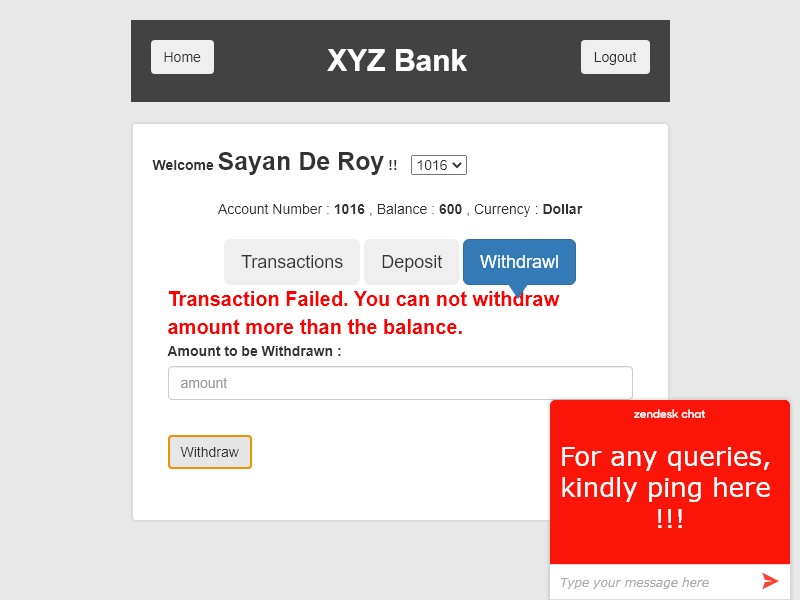 Home
XYZ Bank
Logout
Welcome Sayan De Roy !! 1016
Account Number : 1016 , Balance : 600 , Currency : Dollar
Transactions
Deposit
Withdrawl
Transaction Failed. You can not withdraw
amount more than the balance.
Amount to be Withdrawn :
amount
Withdraw
zendesk chat
For any queries,
kindly ping here
!!!
Type your message here